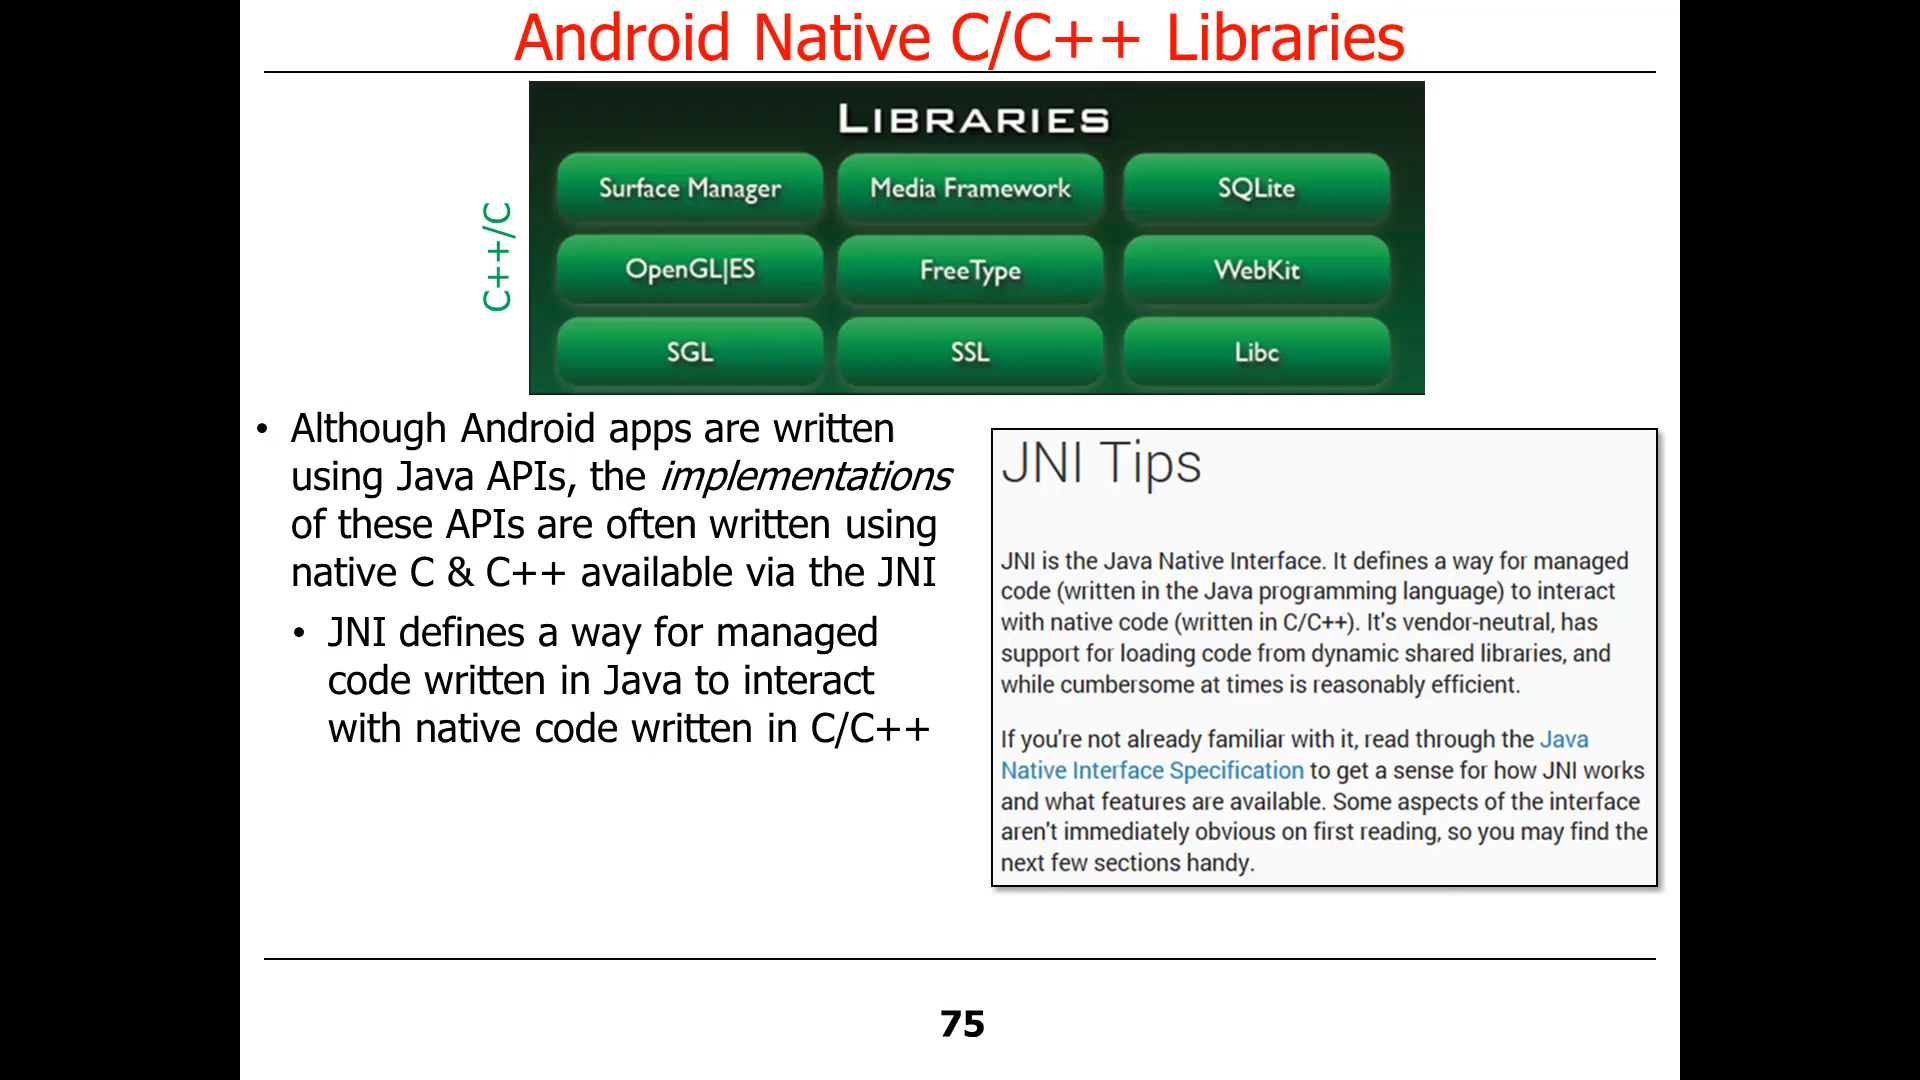 Android Native C/C++ Libraries
LIBRARIES
C++/C
Surface Manager
Media Framework
SQLite
OpenGL|ES
FreeType
WebKit
SGL
SSL
Libc
• Although Android apps are written
using Java APIs, the implementations
of these APIs are often written using
native C & C++ available via the JNI
• JNI defines a way for managed
code written in Java to interact
with native code written in C/C++
JNI Tips
JNI is the Java Native Interface. It defines a way for managed
code (written in the Java programming language) to interact
with native code (written in C/C++). It's vendor-neutral, has
support for loading code from dynamic shared libraries, and
while cumbersome at times is reasonably efficient.
If you're not already familiar with it, read through the Java
Native Interface Specification to get a sense for how JNI works
and what features are available. Some aspects of the interface
aren't immediately obvious on first reading, so you may find the
next few sections handy.
75